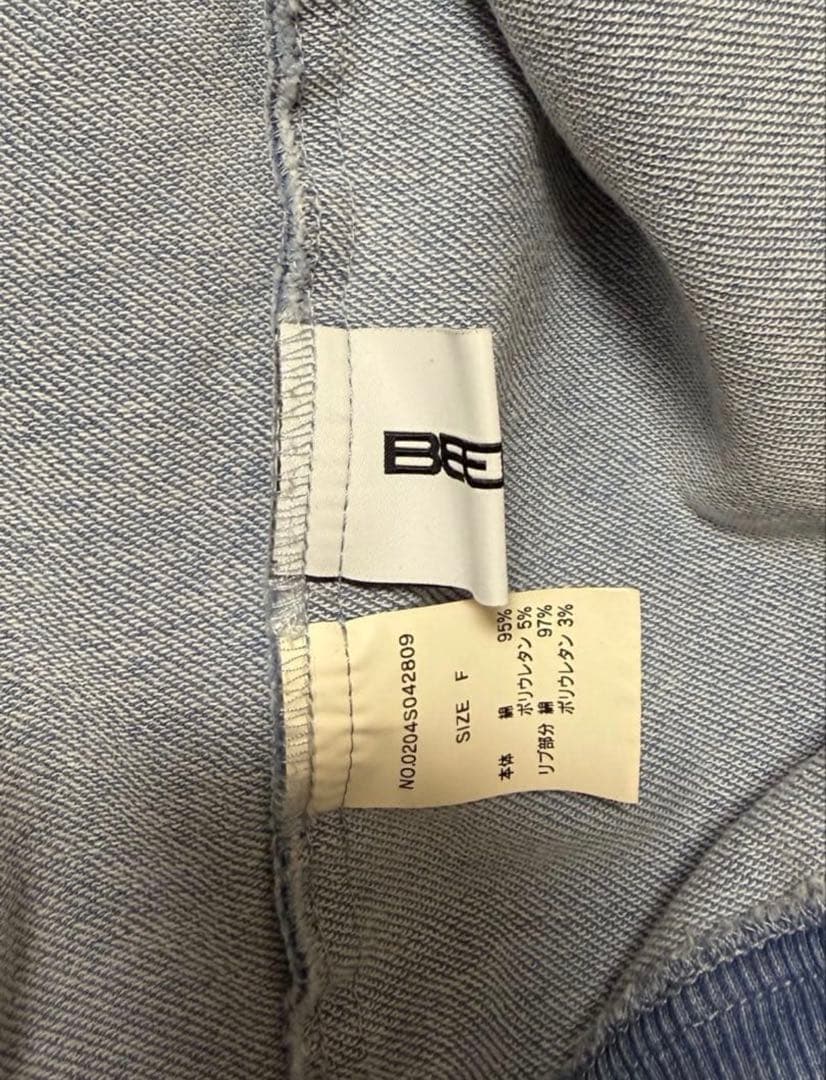 NO.0204S042809
SIZE F
本体 綿 95%
ポリウレタン 5%
リブ部分 綿 97%
ポリウレタン 3%